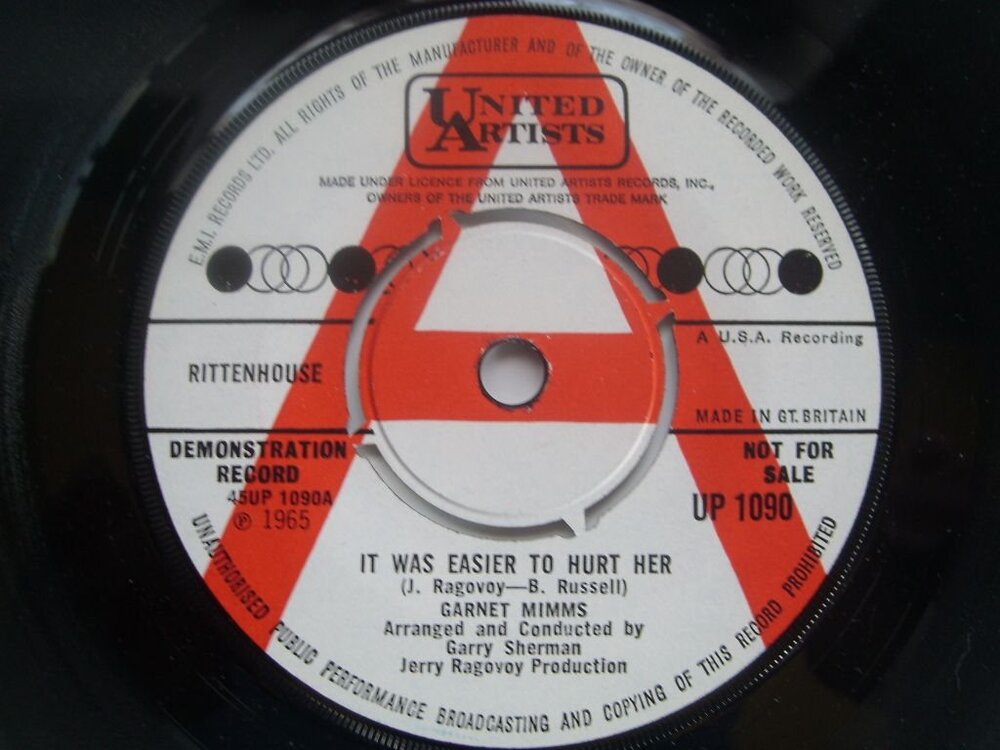 E.M.I. RECORDS LTD. ALL RIGHTS OF THE MANUFACTURER AND OF THE OWNER OF THE RECORDED WORK RESERVED
UNITED
ARTISTS
MADE UNDER LICENCE FROM UNITED ARTISTS RECORDS, INC.,
OWNERS OF THE UNITED ARTISTS TRADE MARK
A U.S.A. Recording
RITTENHOUSE
MADE IN GT. BRITAIN
DEMONSTRATION
RECORD
45UP 1090A
℗ 1965
NOT FOR
SALE
UP 1090
IT WAS EASIER TO HURT HER
(J. Ragovoy—B. Russell)
GARNET MIMMS
Arranged and Conducted by
Garry Sherman
Jerry Ragovoy Production
UNAUTHORISED PUBLIC PERFORMANCE BROADCASTING AND COPYING OF THIS RECORD PROHIBITED
A